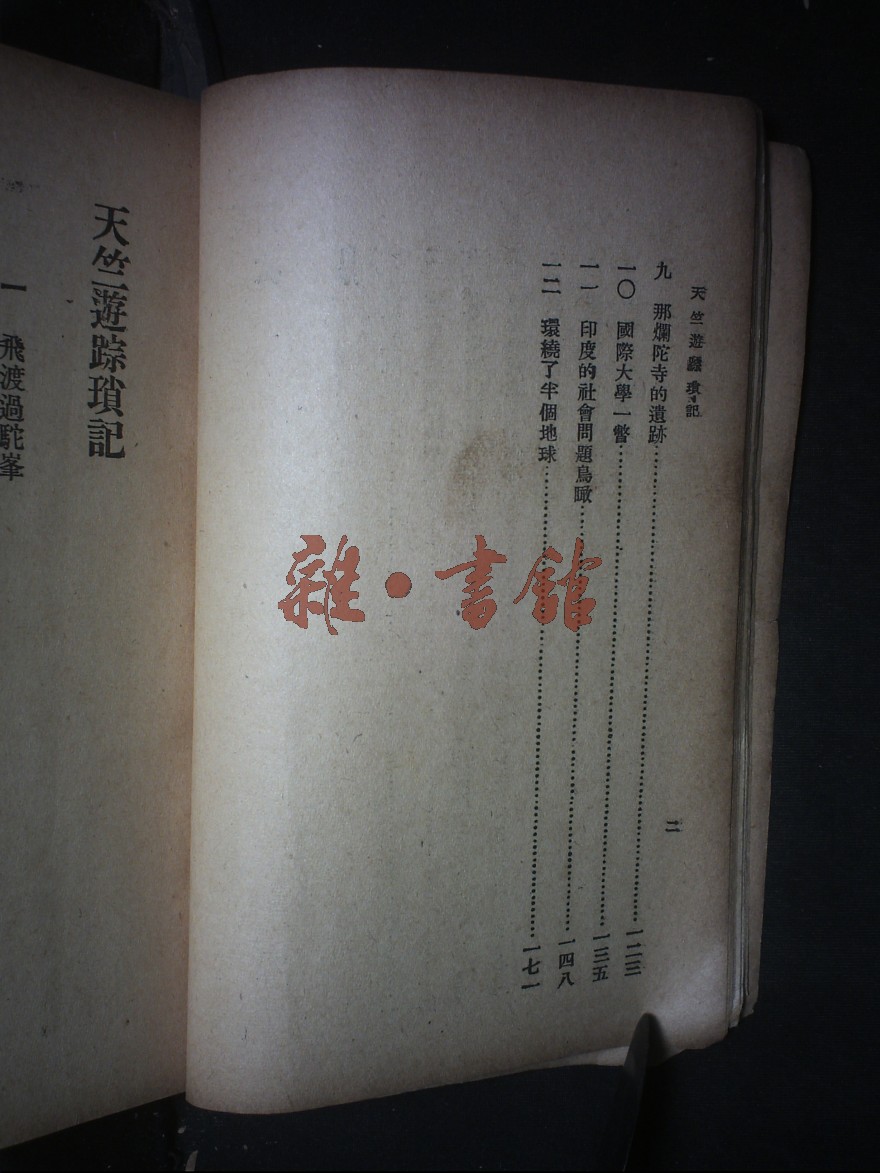 天竺遊踪瑣記
九　那爛陀寺的遺跡……一二三
一〇　國際大學一瞥……一三五
一一　印度的社會問題鳥瞰……一四八
一二　環繞了半個地球……一七一
二
天竺遊踪瑣記
一　飛渡過駝峯
雜・書館